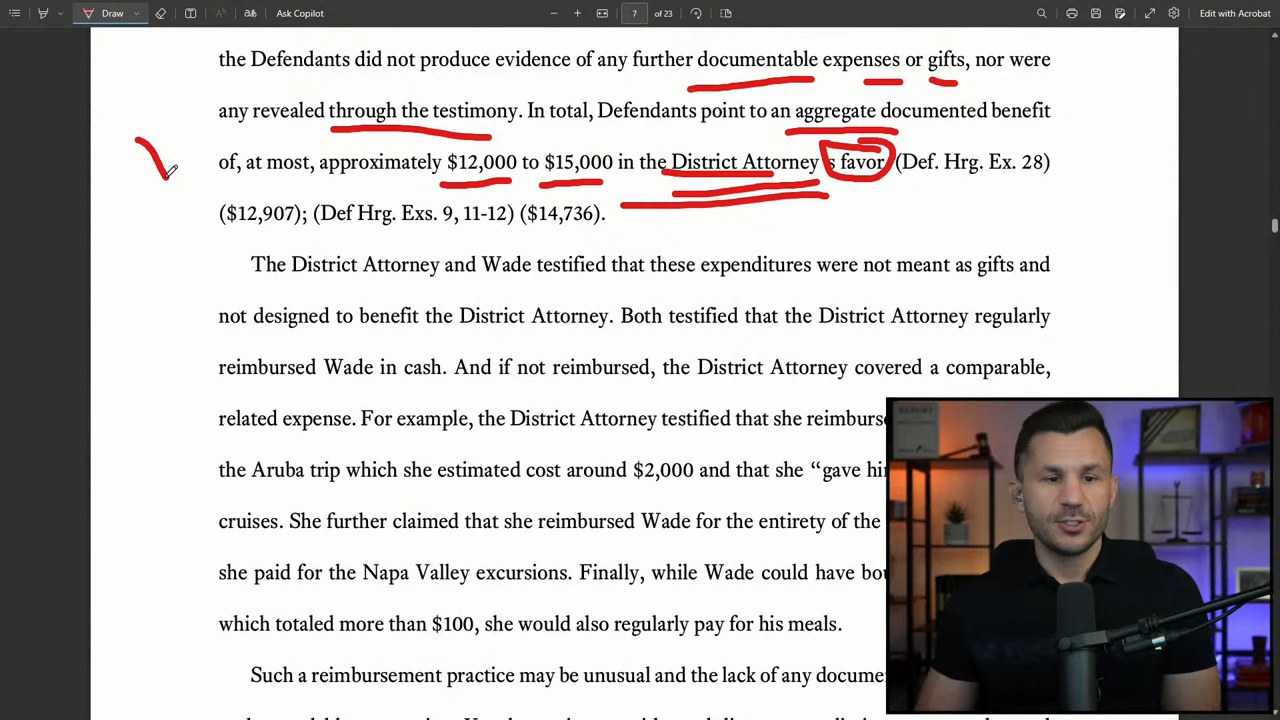 Draw
Ask Copilot
7 of 23
Edit with Acrobat
the Defendants did not produce evidence of any further documentable expenses or gifts, nor were
any revealed through the testimony. In total, Defendants point to an aggregate documented benefit
of, at most, approximately $12,000 to $15,000 in the District Attorney s favor (Def. Hrg. Ex. 28)
($12,907); (Def Hrg. Exs. 9, 11-12) ($14,736).
The District Attorney and Wade testified that these expenditures were not meant as gifts and
not designed to benefit the District Attorney. Both testified that the District Attorney regularly
reimbursed Wade in cash. And if not reimbursed, the District Attorney covered a comparable,
related expense. For example, the District Attorney testified that she reimburse
the Aruba trip which she estimated cost around $2,000 and that she “gave hi
cruises. She further claimed that she reimbursed Wade for the entirety of the
she paid for the Napa Valley excursions. Finally, while Wade could have bou
which totaled more than $100, she would also regularly pay for his meals.
Such a reimbursement practice may be unusual and the lack of any docume